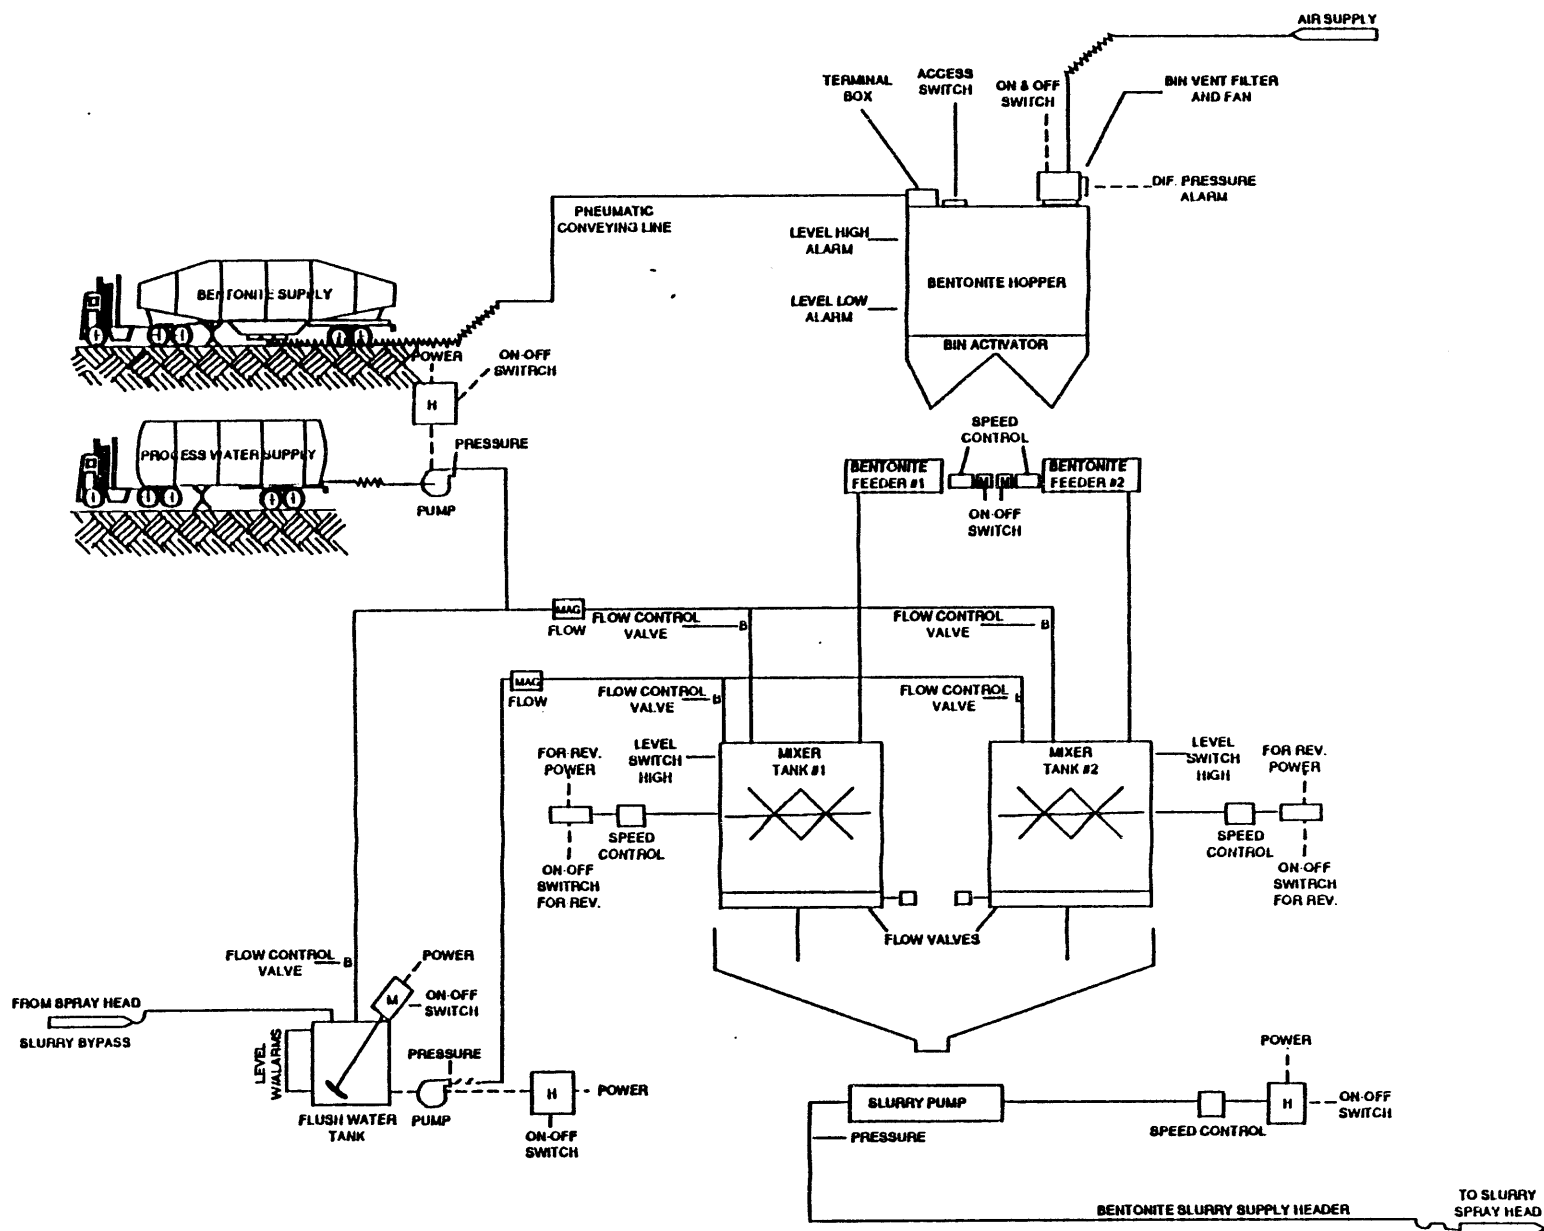 AIR SUPPLY
TERMINAL
BOX
ACCESS
SWITCH
ON & OFF
SWITCH
BIN VENT FILTER
AND FAN
DIF. PRESSURE
ALARM
PNEUMATIC
CONVEYING LINE
LEVEL HIGH
ALARM
BENTONITE HOPPER
LEVEL LOW
ALARM
BIN ACTIVATOR
BENTONITE SUPPLY
POWER
ON-OFF
SWITRCH
H
PROCESS WATER SUPPLY
PRESSURE
PUMP
SPEED
CONTROL
BENTONITE
FEEDER #1
M
M
BENTONITE
FEEDER #2
ON-OFF
SWITCH
MAG
FLOW
FLOW CONTROL
VALVE
B
FLOW CONTROL
VALVE
B
MAG
FLOW
FLOW CONTROL
VALVE
B
FLOW CONTROL
VALVE
B
FOR REV.
POWER
LEVEL
SWITCH
HIGH
MIXER
TANK #1
MIXER
TANK #2
LEVEL
SWITCH
HIGH
FOR REV.
POWER
SPEED
CONTROL
ON-OFF
SWITRCH
FOR REV.
SPEED
CONTROL
ON-OFF
SWITRCH
FOR REV.
FLOW VALVES
FLOW CONTROL
VALVE
B
POWER
M
ON-OFF
SWITCH
FROM SPRAY HEAD
SLURRY BYPASS
LEVEL
W/ALARMS
PRESSURE
FLUSH WATER
TANK
PUMP
H
POWER
ON-OFF
SWITCH
SLURRY PUMP
PRESSURE
SPEED CONTROL
POWER
H
ON-OFF
SWITCH
BENTONITE SLURRY SUPPLY HEADER
TO SLURRY
SPRAY HEAD